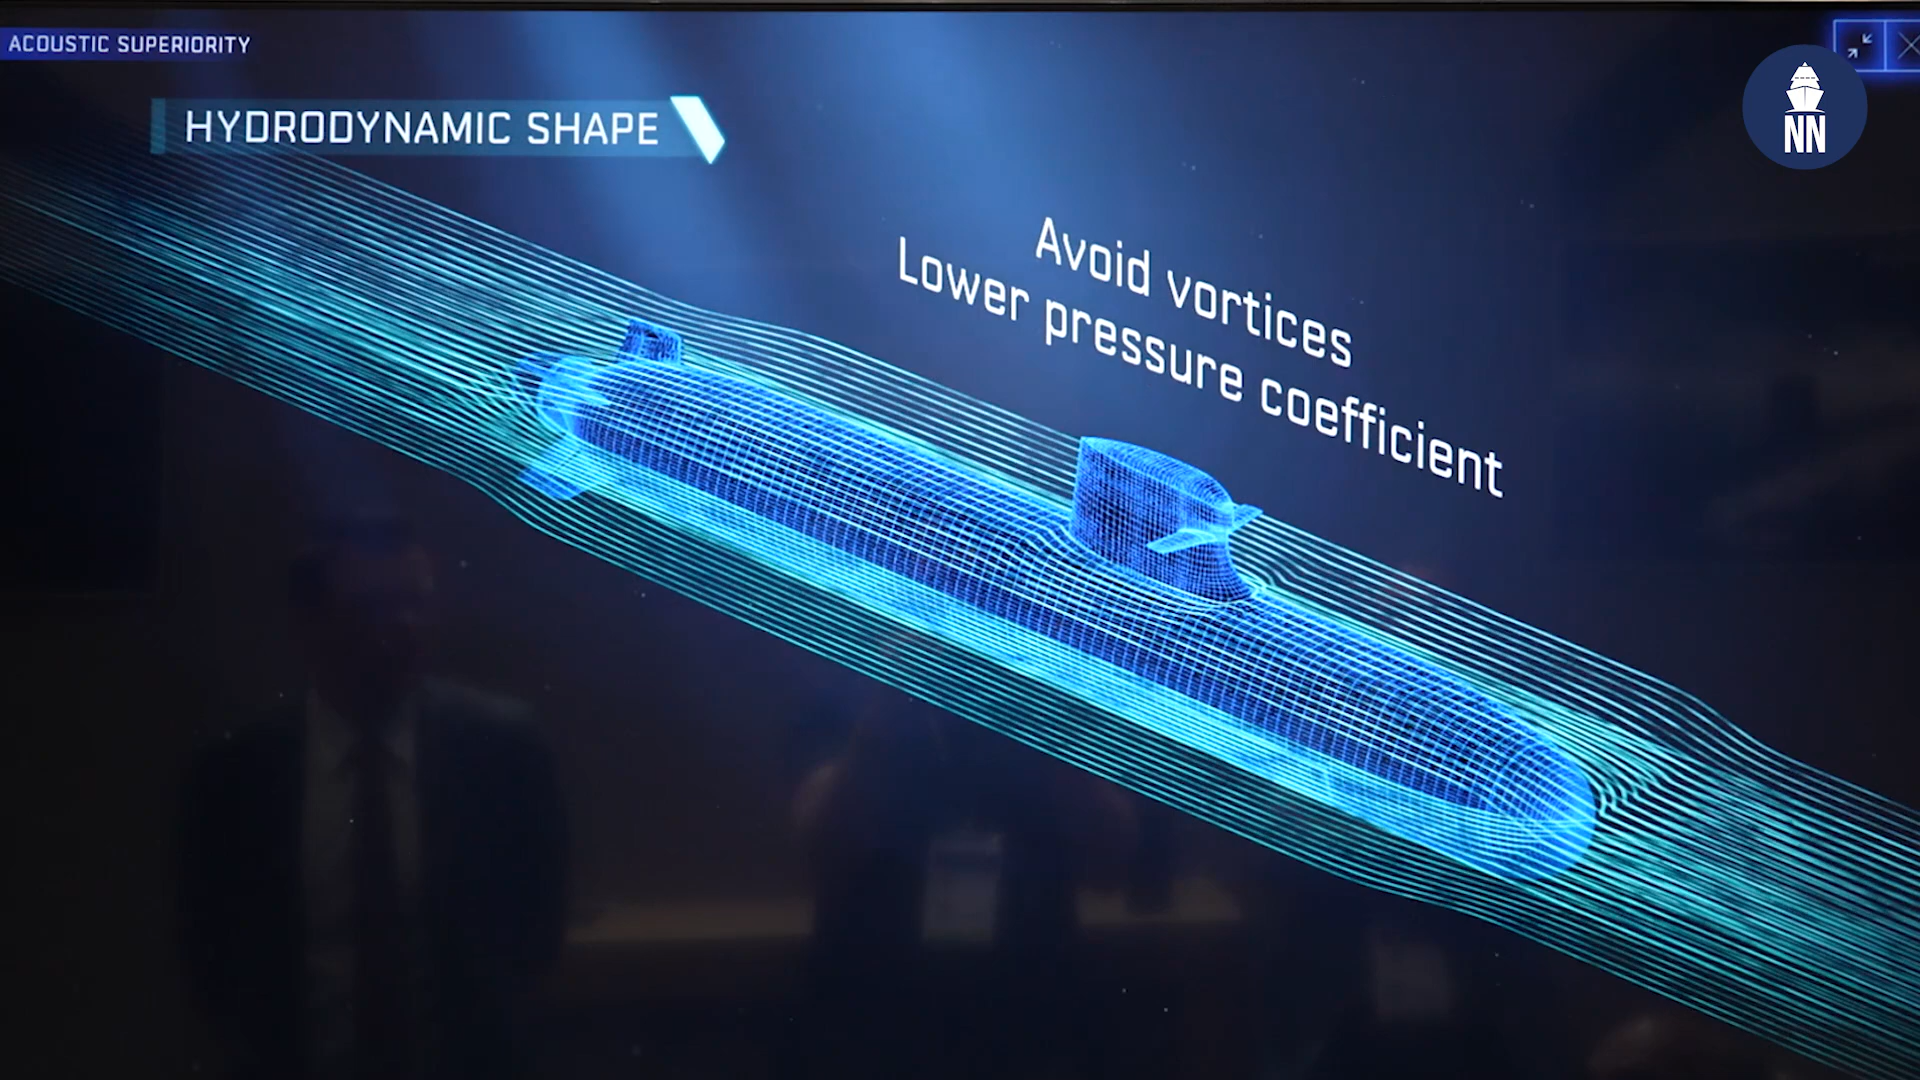 ACOUSTIC SUPERIORITY
HYDRODYNAMIC SHAPE
Avoid vortices
Lower pressure coefficient
NN